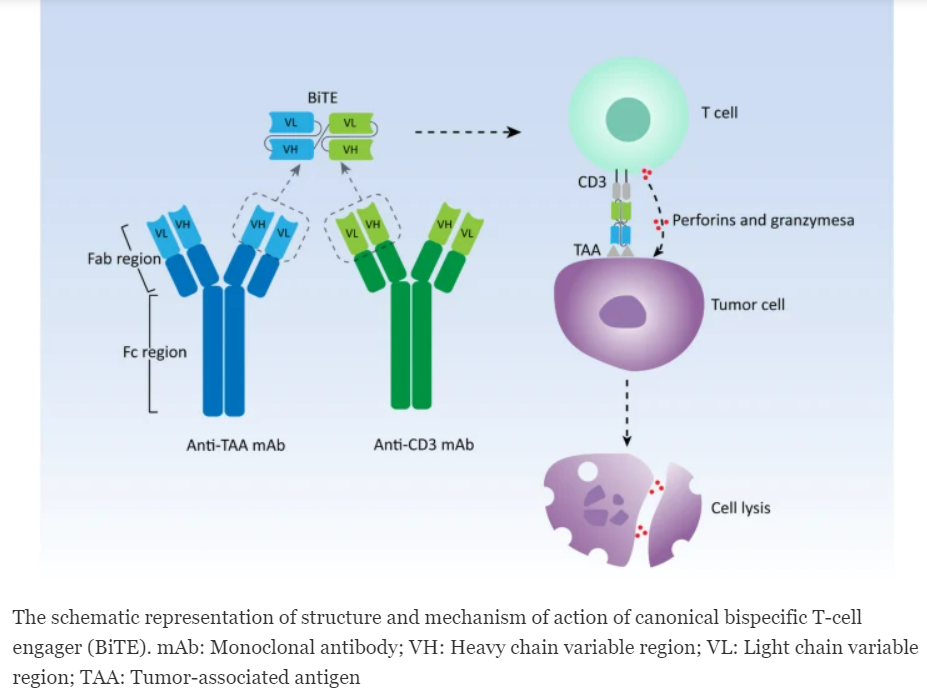 BiTE
VL
VL
VH
VH
T cell
CD3
Perforins and granzymesa
TAA
VL
VH
VH
VL
VL
VH
VH
VL
Fab region
Tumor cell
Fc region
Anti-TAA mAb
Anti-CD3 mAb
Cell lysis
The schematic representation of structure and mechanism of action of canonical bispecific T-cell
engager (BiTE). mAb: Monoclonal antibody; VH: Heavy chain variable region; VL: Light chain variable
region; TAA: Tumor-associated antigen